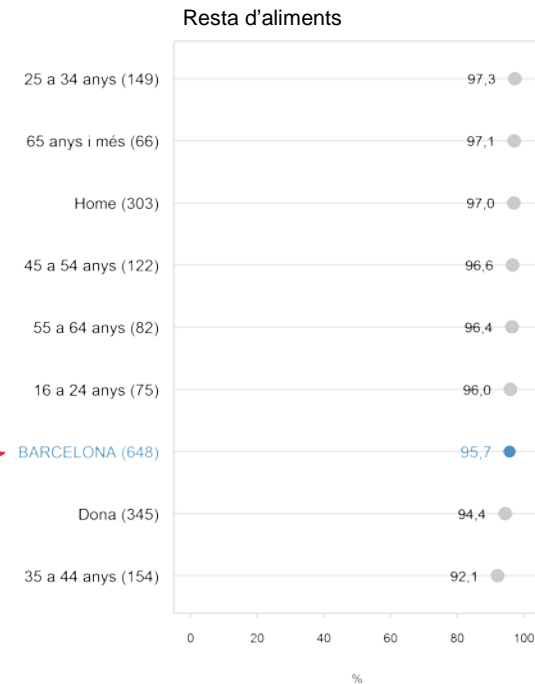 Resta d’aliments
25 a 34 anys (149) 97,3
65 anys i més (66) 97,1
Home (303) 97,0
45 a 54 anys (122) 96,6
55 a 64 anys (82) 96,4
16 a 24 anys (75) 96,0
BARCELONA (648) 95,7
Dona (345) 94,4
35 a 44 anys (154) 92,1
0 20 40 60 80 100
%